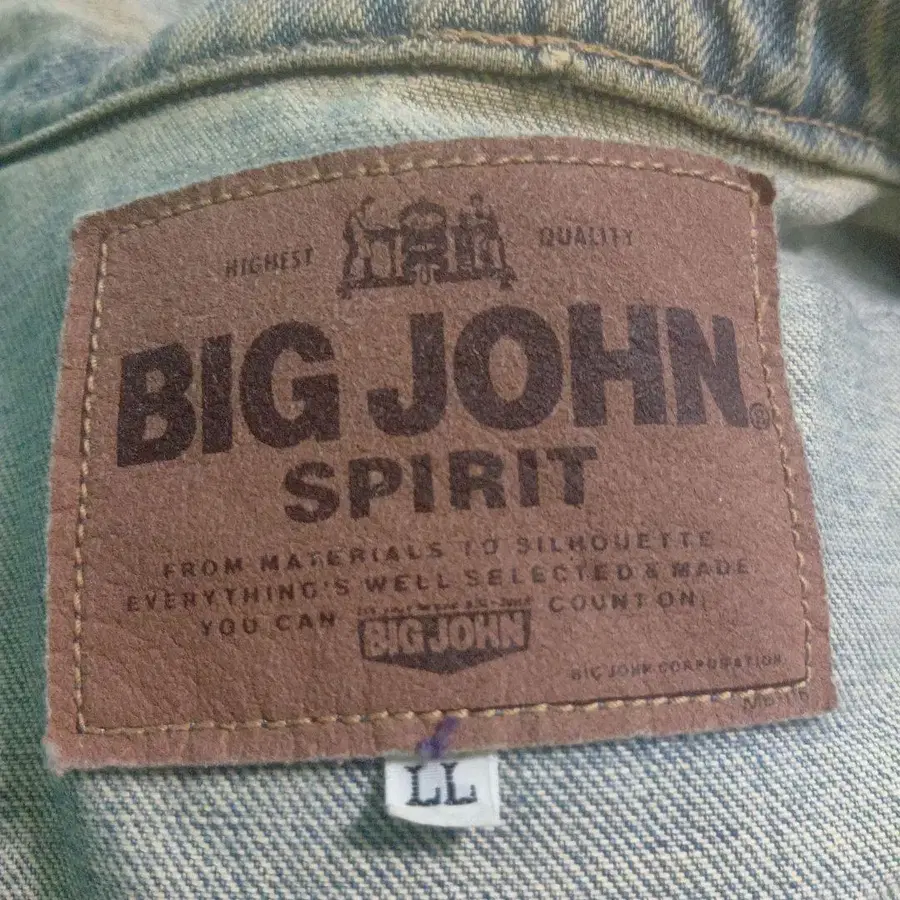 HIGHEST QUALITY
BIG JOHN®
SPIRIT
FROM MATERIALS TO SILHOUETTE
EVERYTHING'S WELL SELECTED & MADE.
YOU CAN BIG JOHN COUNT ON.
BIG JOHN CORPORATION
LL